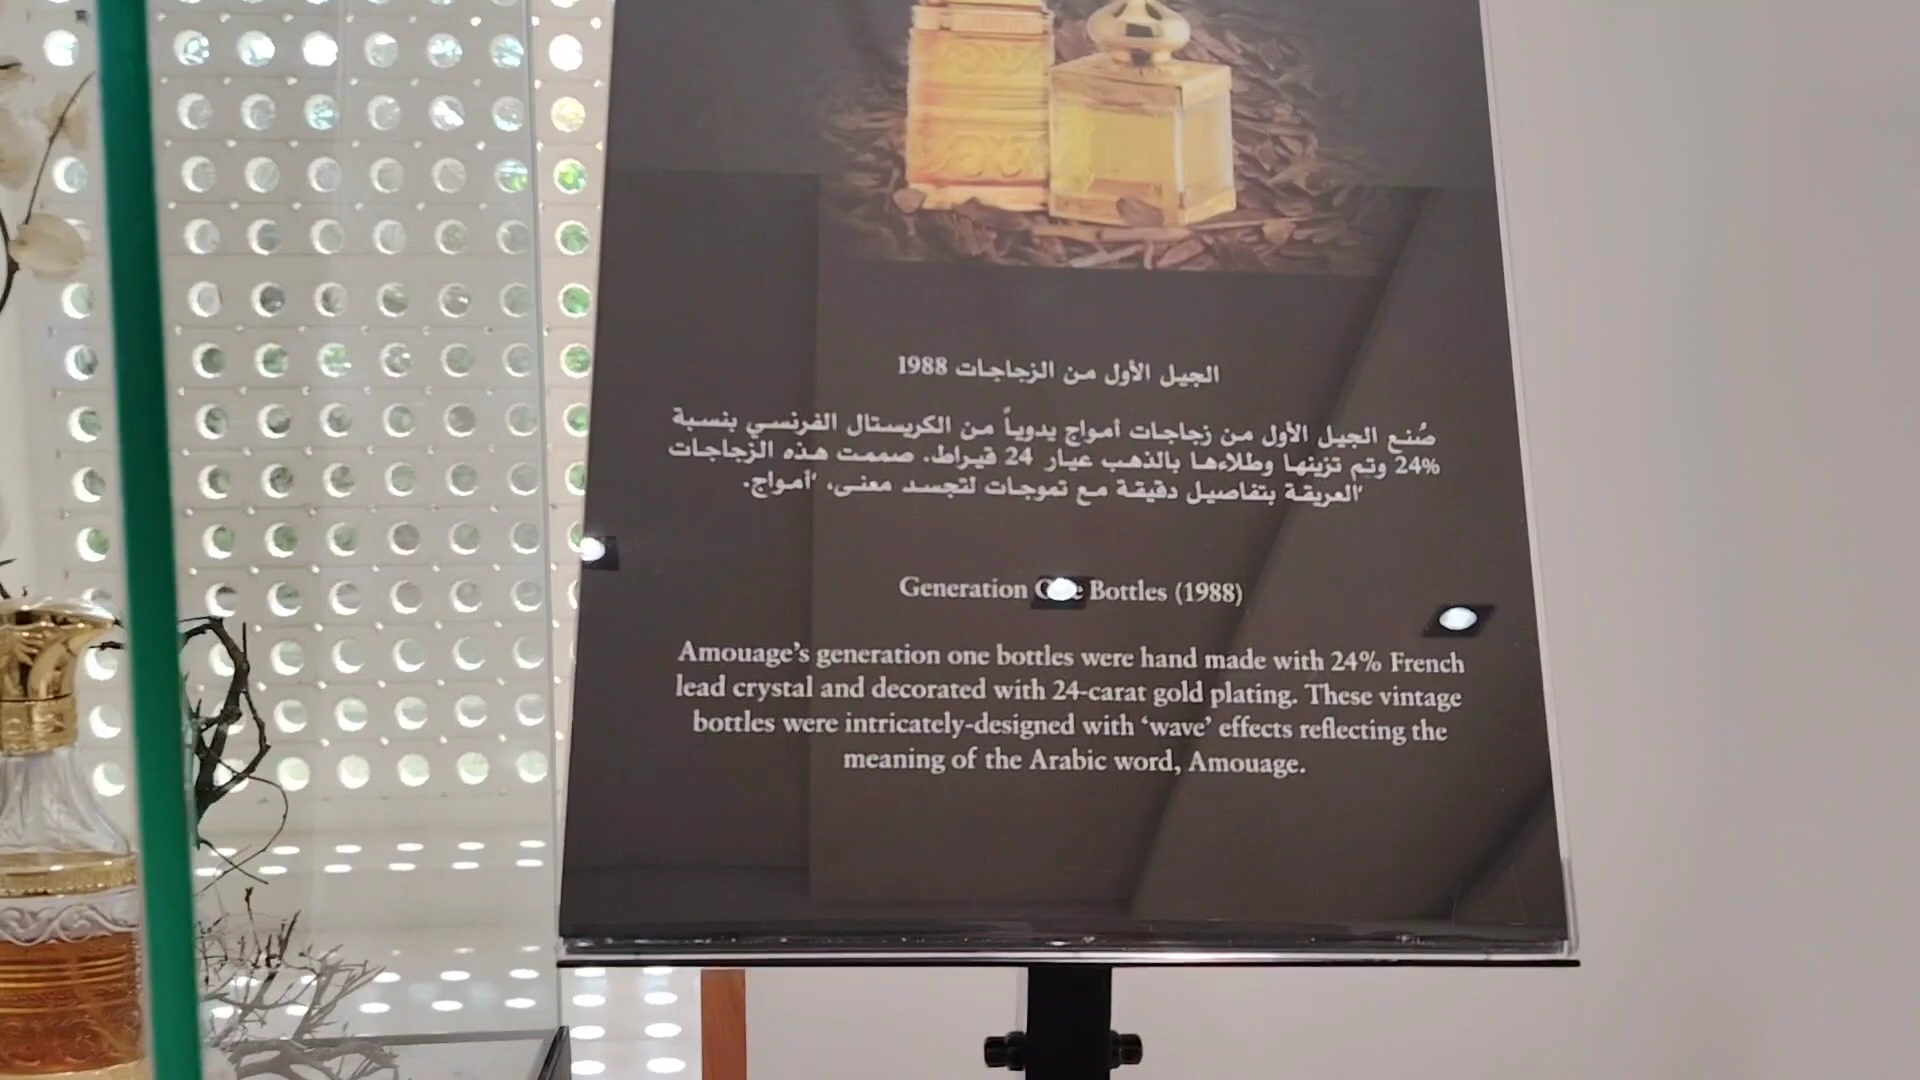 الجيل الأول من الزجاجات 1988
صُنع الجيل الأول من زجاجات أمواج يدوياً من الكريستال الفرنسي بنسبة
24% وتم تزينها وطلاءها بالذهب عيار 24 قيراط. صممت هذه الزجاجات
العريقة بتفاصيل دقيقة مع تموجات لتجسد معنى، 'أمواج.'
Generation One Bottles (1988)
Amouage’s generation one bottles were hand made with 24% French
lead crystal and decorated with 24-carat gold plating. These vintage
bottles were intricately-designed with ‘wave’ effects reflecting the
meaning of the Arabic word, Amouage.